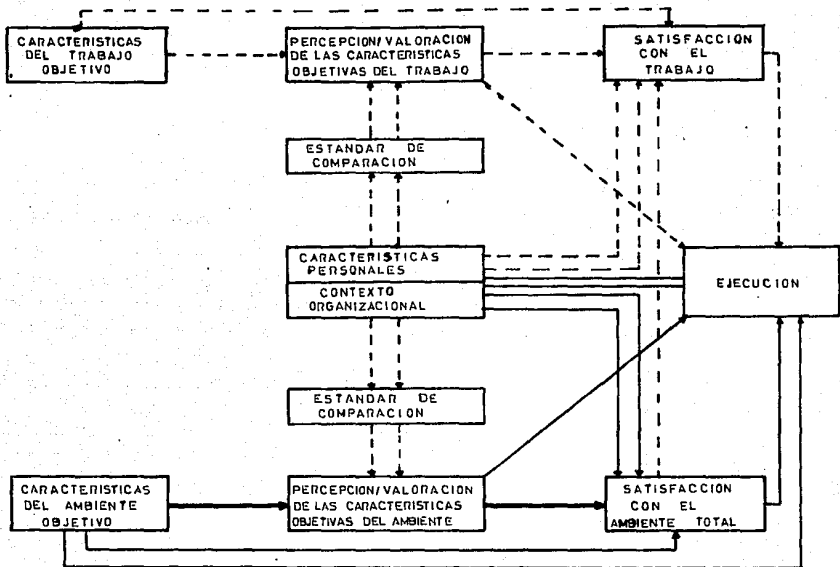 CARACTERISTICAS
DEL TRABAJO
OBJETIVO
PERCEPCION/VALORACION
DE LAS CARACTERISTICAS
OBJETIVAS DEL TRABAJO
SATISFACCION
CON EL
TRABAJO
ESTANDAR DE
COMPARACION
CARACTERISTICAS
PERSONALES
CONTEXTO
ORGANIZACIONAL
EJECUCION
ESTANDAR DE
COMPARACION
CARACTERISTICAS
DEL AMBIENTE
OBJETIVO
PERCEPCION/VALORACION
DE LAS CARACTERISTICAS
OBJETIVAS DEL AMBIENTE
SATISFACCION
CON EL
AMBIENTE TOTAL